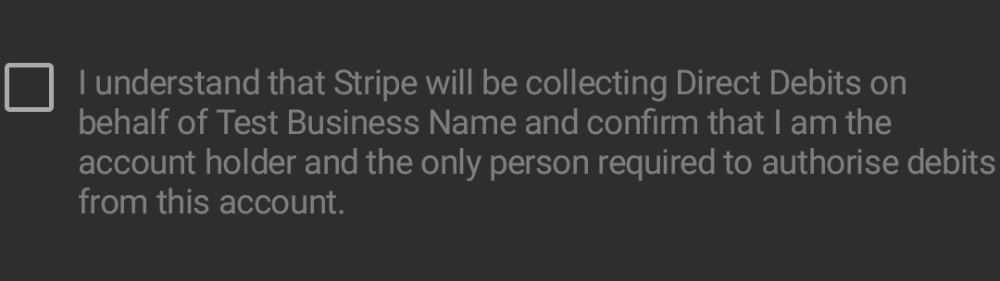 I understand that Stripe will be collecting Direct Debits on
behalf of Test Business Name and confirm that I am the
account holder and the only person required to authorise debits
from this account.